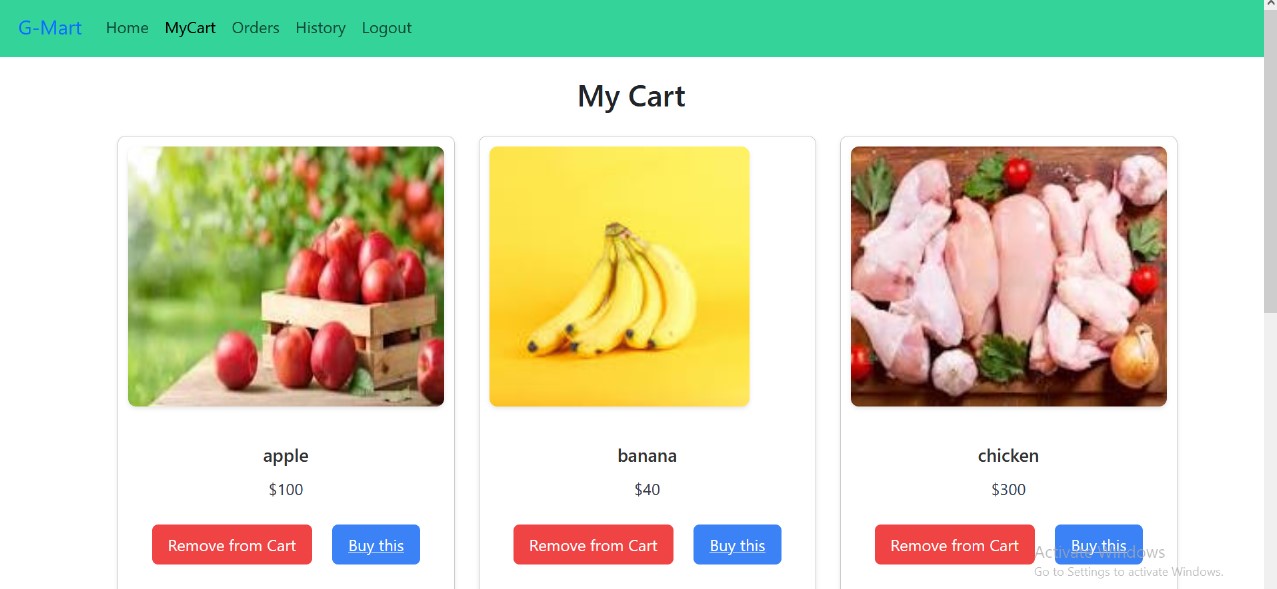 G-Mart Home MyCart Orders History Logout
My Cart
apple
$100
Remove from Cart Buy this
banana
$40
Remove from Cart Buy this
chicken
$300
Remove from Cart Buy this
Activate Windows
Go to Settings to activate Windows.